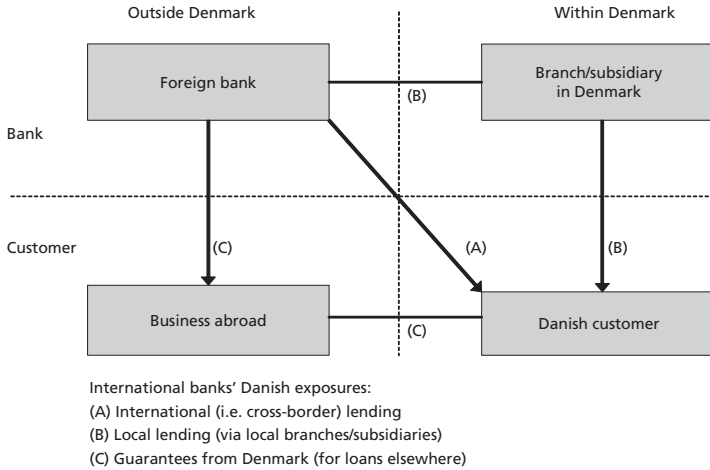 Outside Denmark
Within Denmark
Foreign bank
Branch/subsidiary
in Denmark
(B)
Bank
Customer
(C)
(A)
(B)
Business abroad
Danish customer
(C)
International banks' Danish exposures:
(A) International (i.e. cross-border) lending
(B) Local lending (via local branches/subsidiaries)
(C) Guarantees from Denmark (for loans elsewhere)